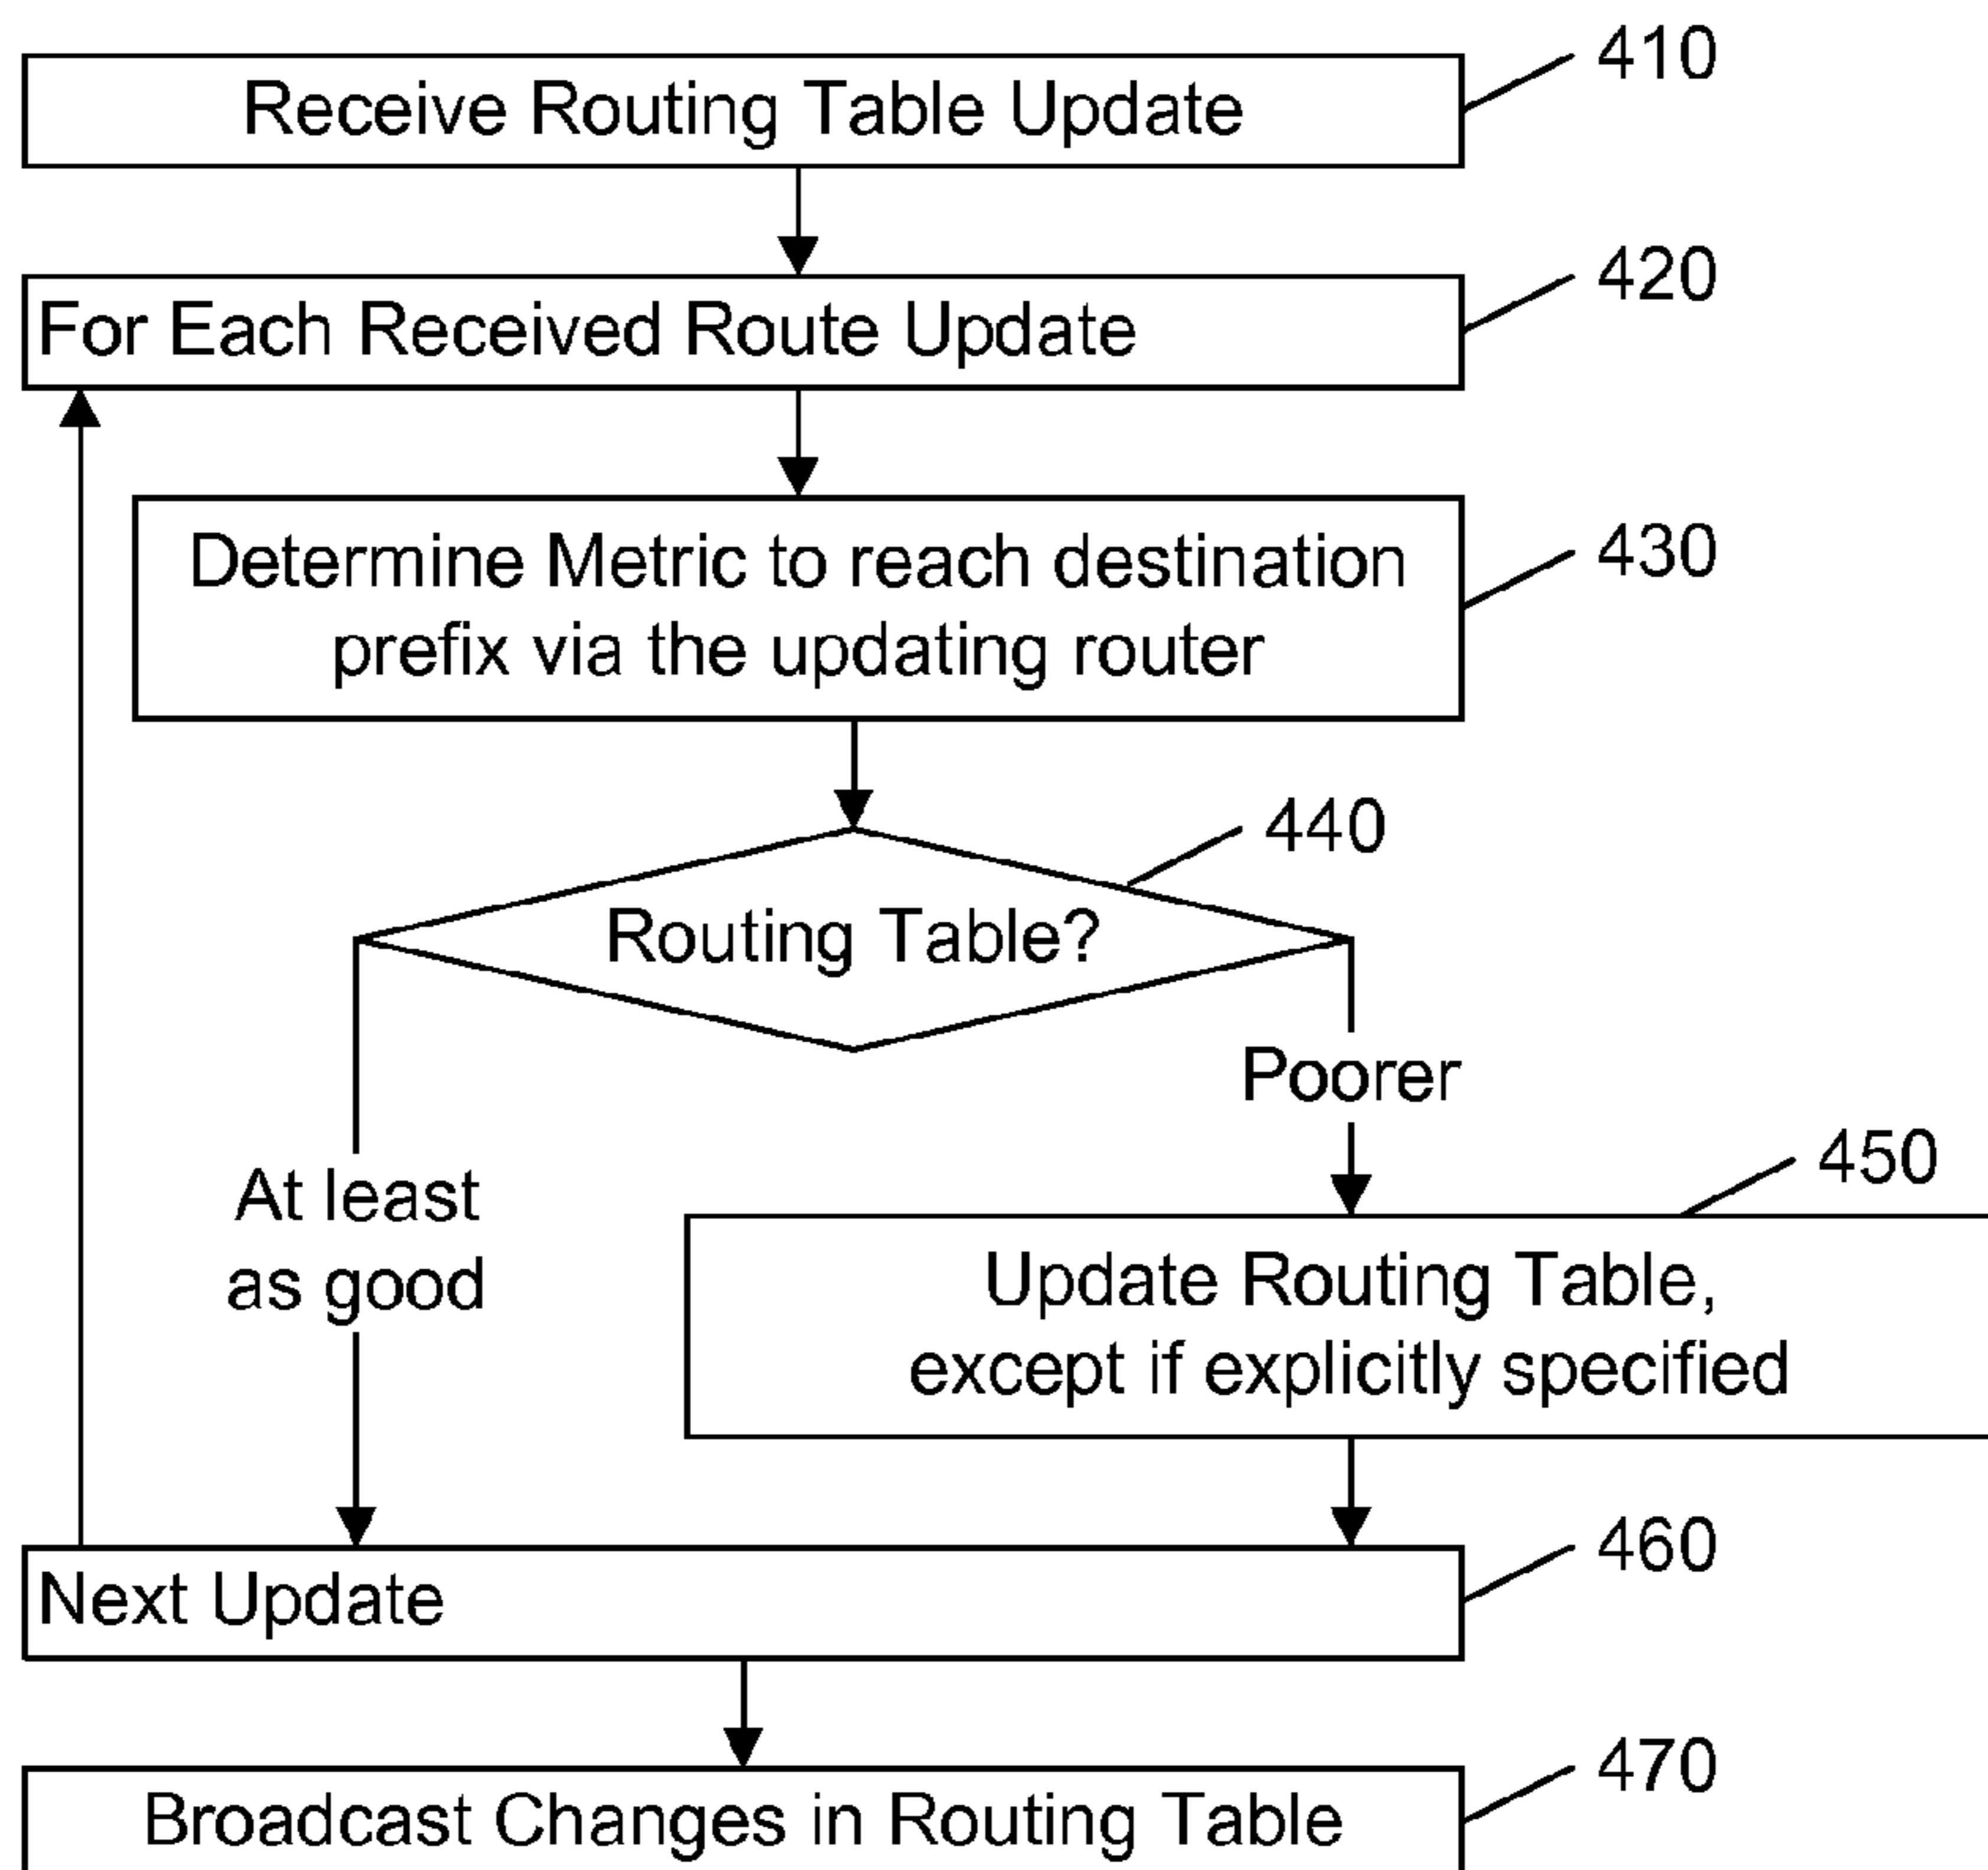 410
Receive Routing Table Update
420
For Each Received Route Update
430
Determine Metric to reach destination
prefix via the updating router
440
Routing Table?
Poorer
450
At least
as good
Update Routing Table,
except if explicitly specified
460
Next Update
470
Broadcast Changes in Routing Table